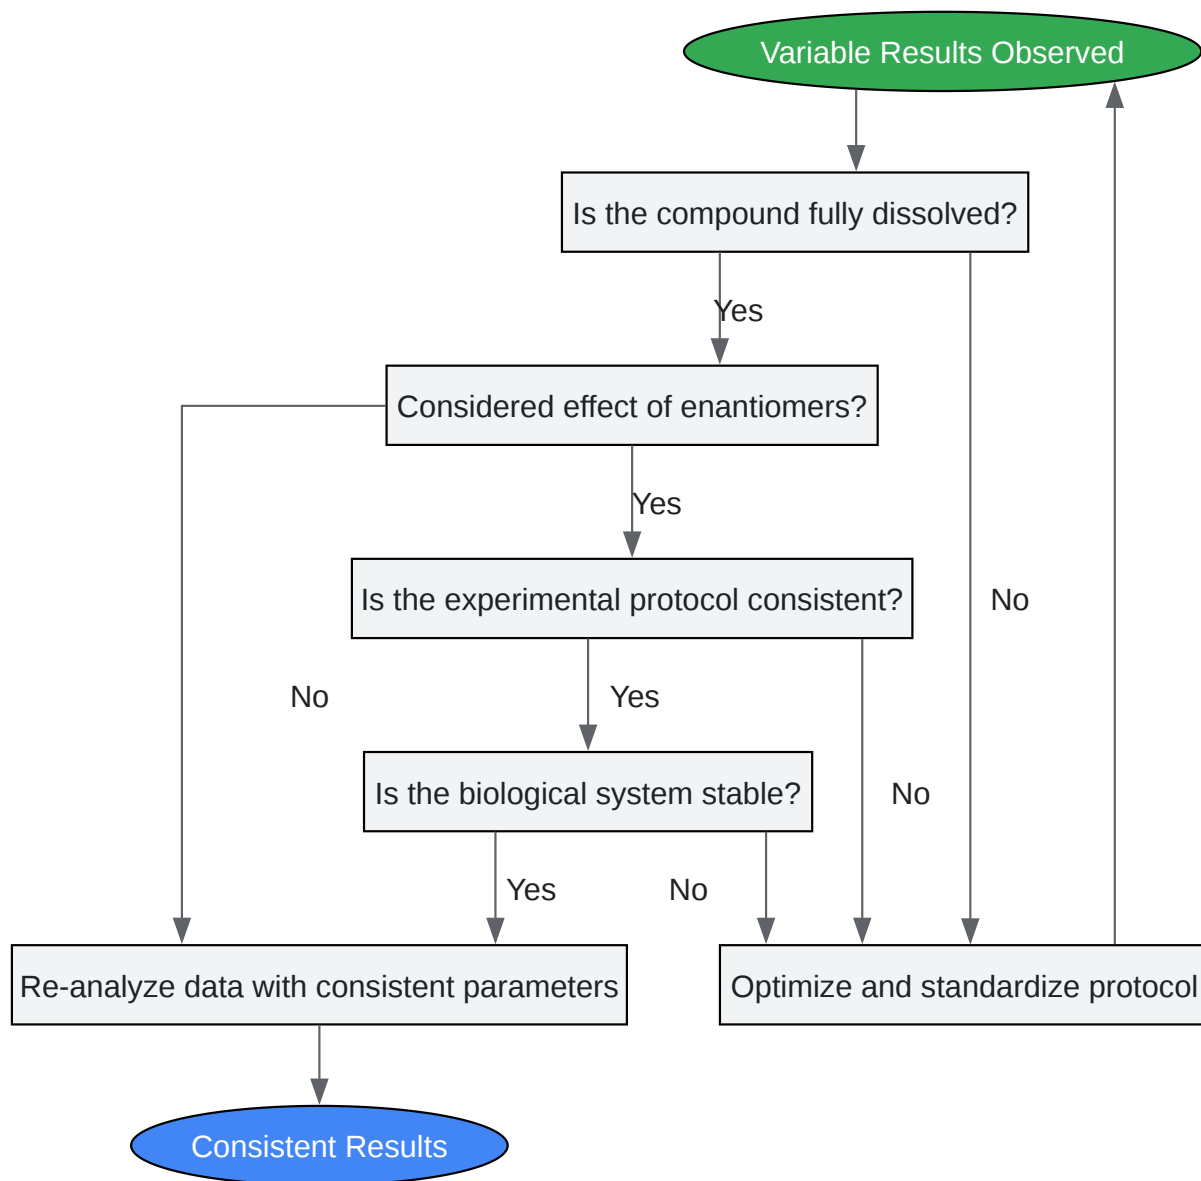 Variable Results Observed
Is the compound fully dissolved?
Yes
Considered effect of enantiomers?
Yes
Is the experimental protocol consistent?
No
No
Yes
Is the biological system stable?
No
Yes
No
Re-analyze data with consistent parameters
Optimize and standardize protocol
Consistent Results